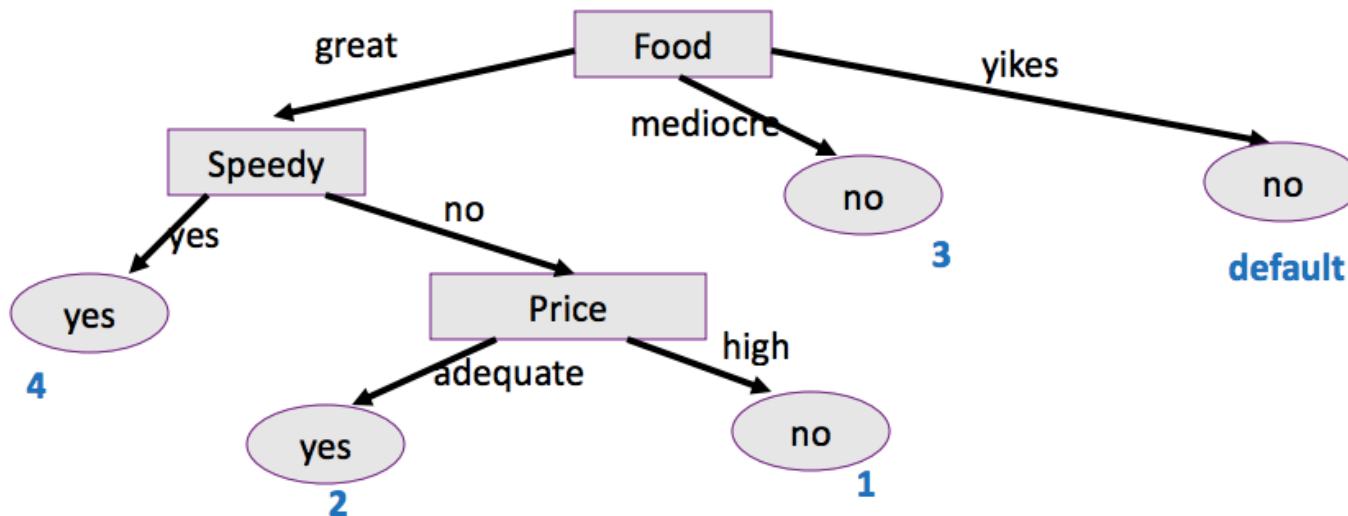 great
Food
yikes
mediocre
Speedy
no
no
no
yes
3
default
yes
Price
4
adequate
high
yes
no
2
1